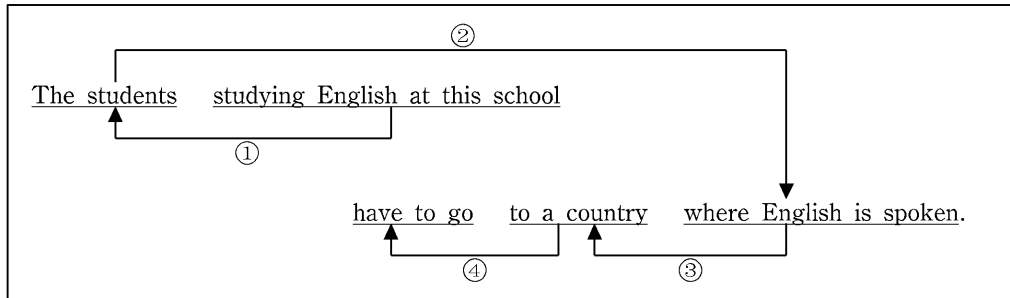 ②
The students studying English at this school
①
have to go to a country where English is spoken.
④ ③